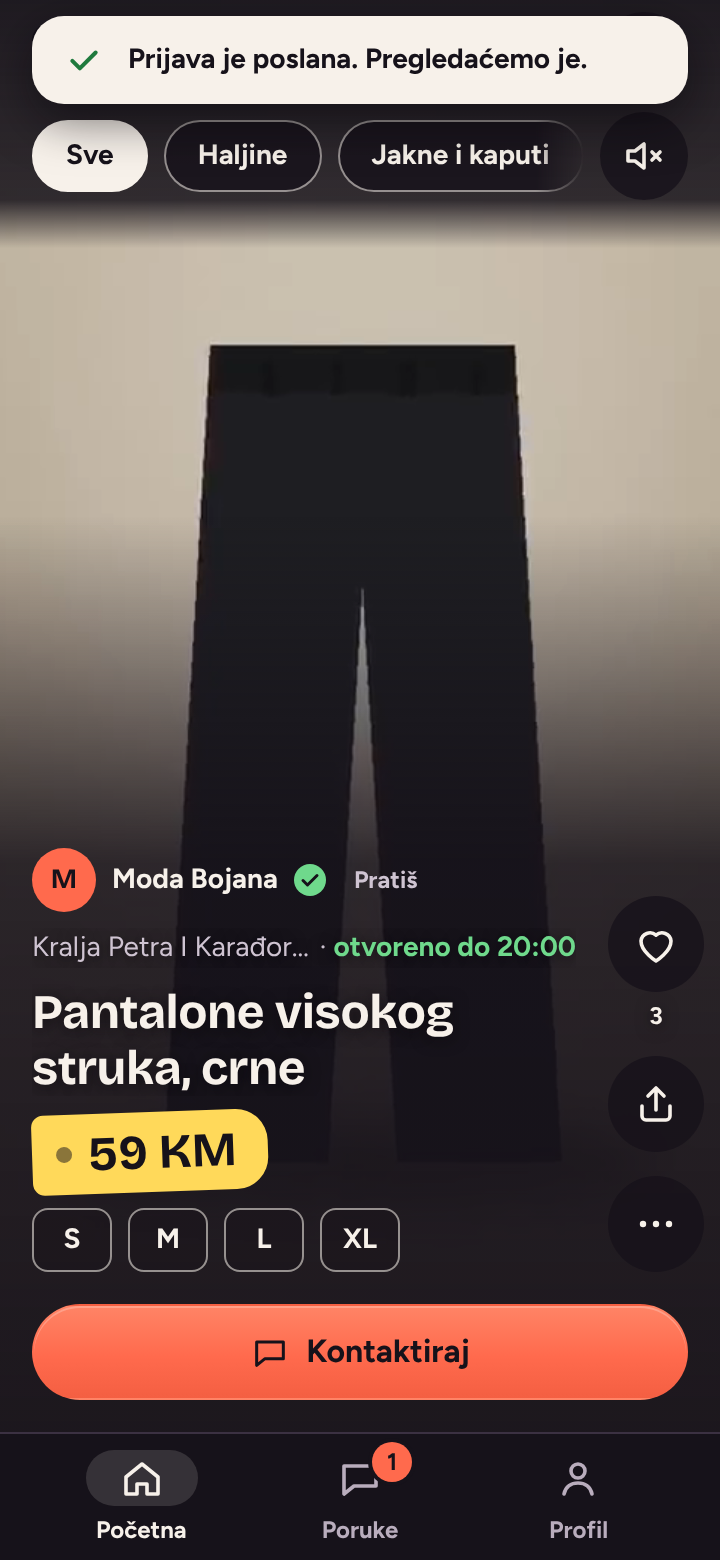 Prijava je poslana. Pregledaćemo je.
Sve
Haljine
Jakne i kaputi
M
Moda Bojana
Pratiš
Kralja Petra I Karađor... · otvoreno do 20:00
Pantalone visokog
struka, crne
59 KM
3
S
M
L
XL
Kontaktiraj
1
Početna
Poruke
Profil